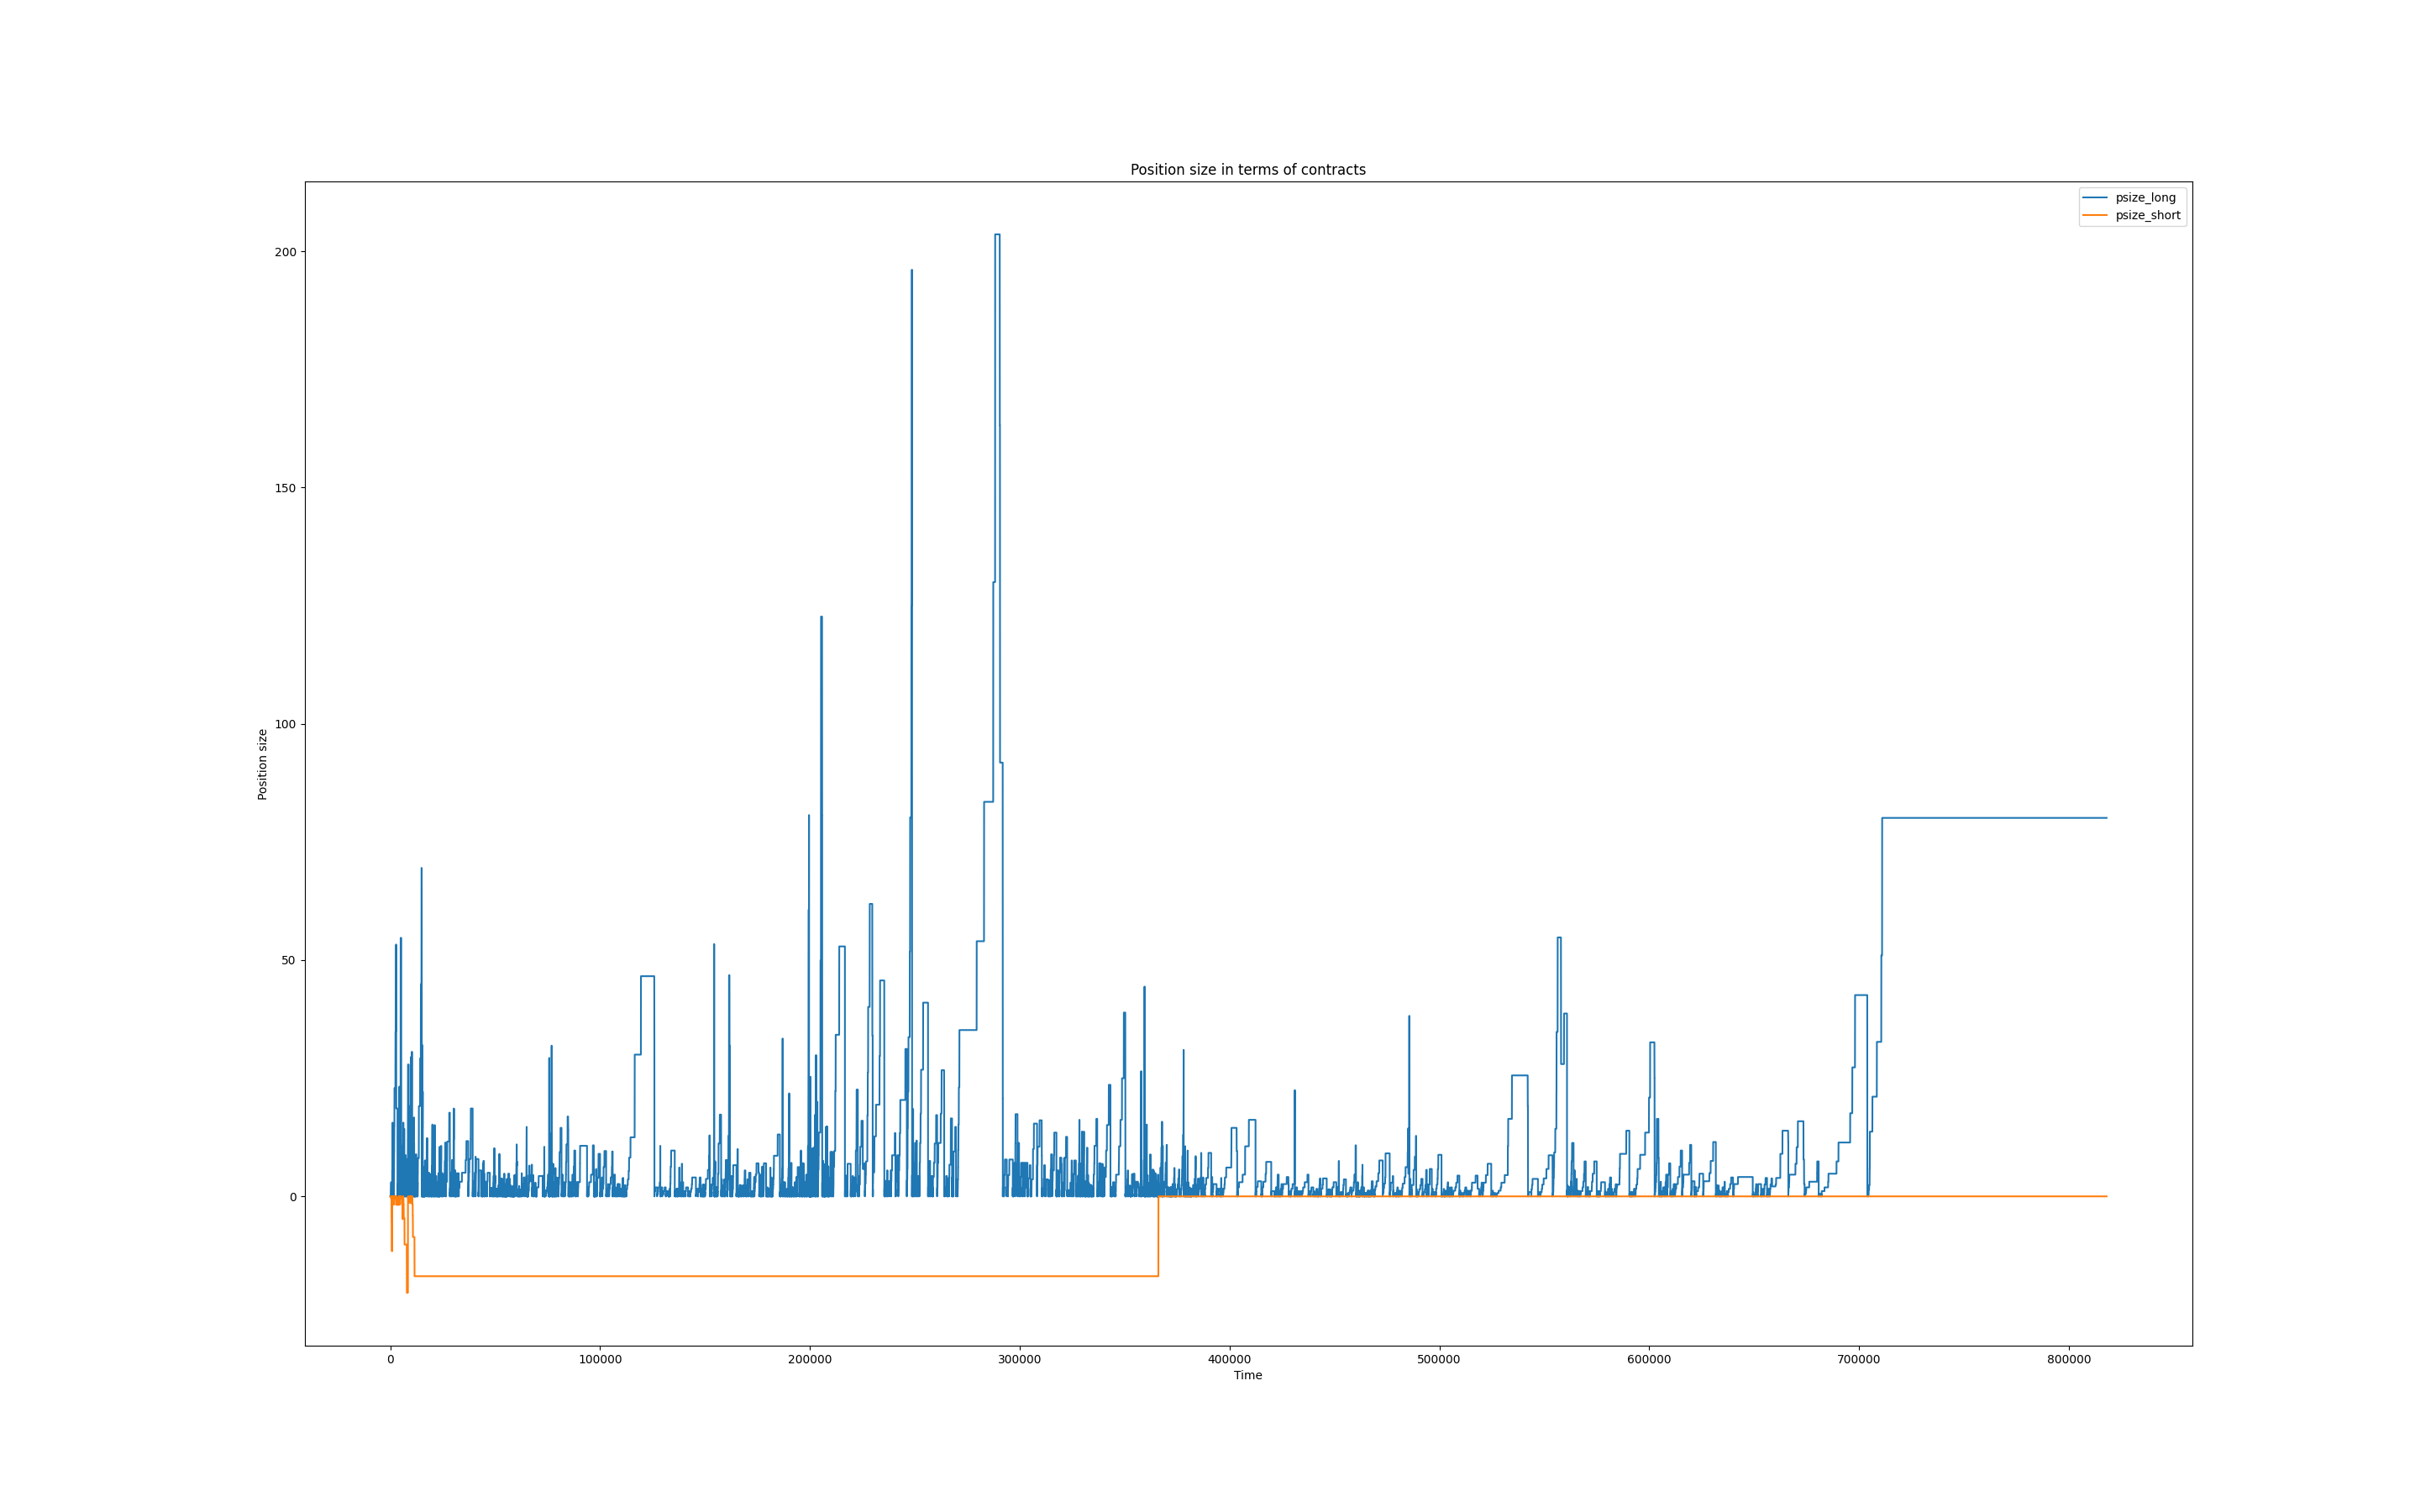 Position size in terms of contracts
psize_long
psize_short
200
150
100
50
0
Position size
0 100000 200000 300000 400000 500000 600000 700000 800000
Time